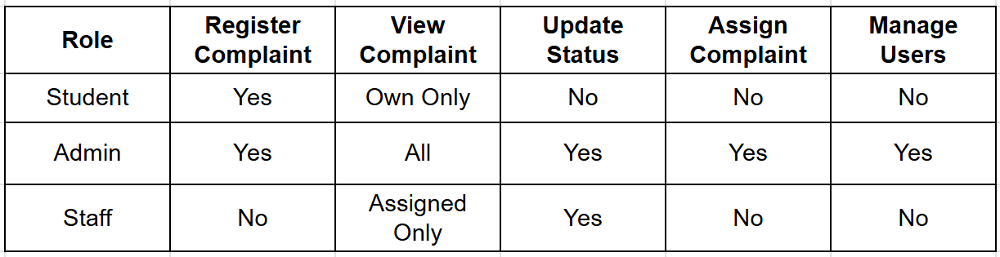 Role
Register
Complaint
View
Complaint
Update
Status
Assign
Complaint
Manage
Users
Student
Yes
Own Only
No
No
No
Admin
Yes
All
Yes
Yes
Yes
Staff
No
Assigned
Only
Yes
No
No